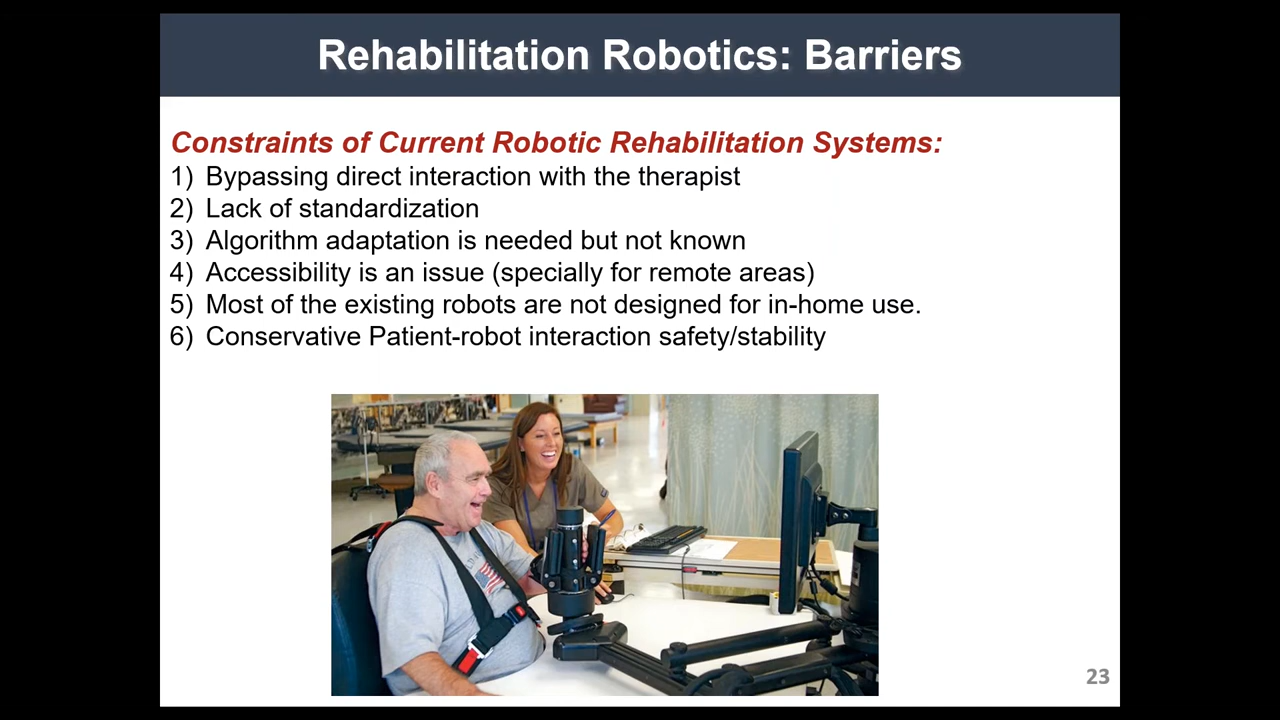 Rehabilitation Robotics: Barriers
Constraints of Current Robotic Rehabilitation Systems:
1) Bypassing direct interaction with the therapist
2) Lack of standardization
3) Algorithm adaptation is needed but not known
4) Accessibility is an issue (specially for remote areas)
5) Most of the existing robots are not designed for in-home use.
6) Conservative Patient-robot interaction safety/stability
23